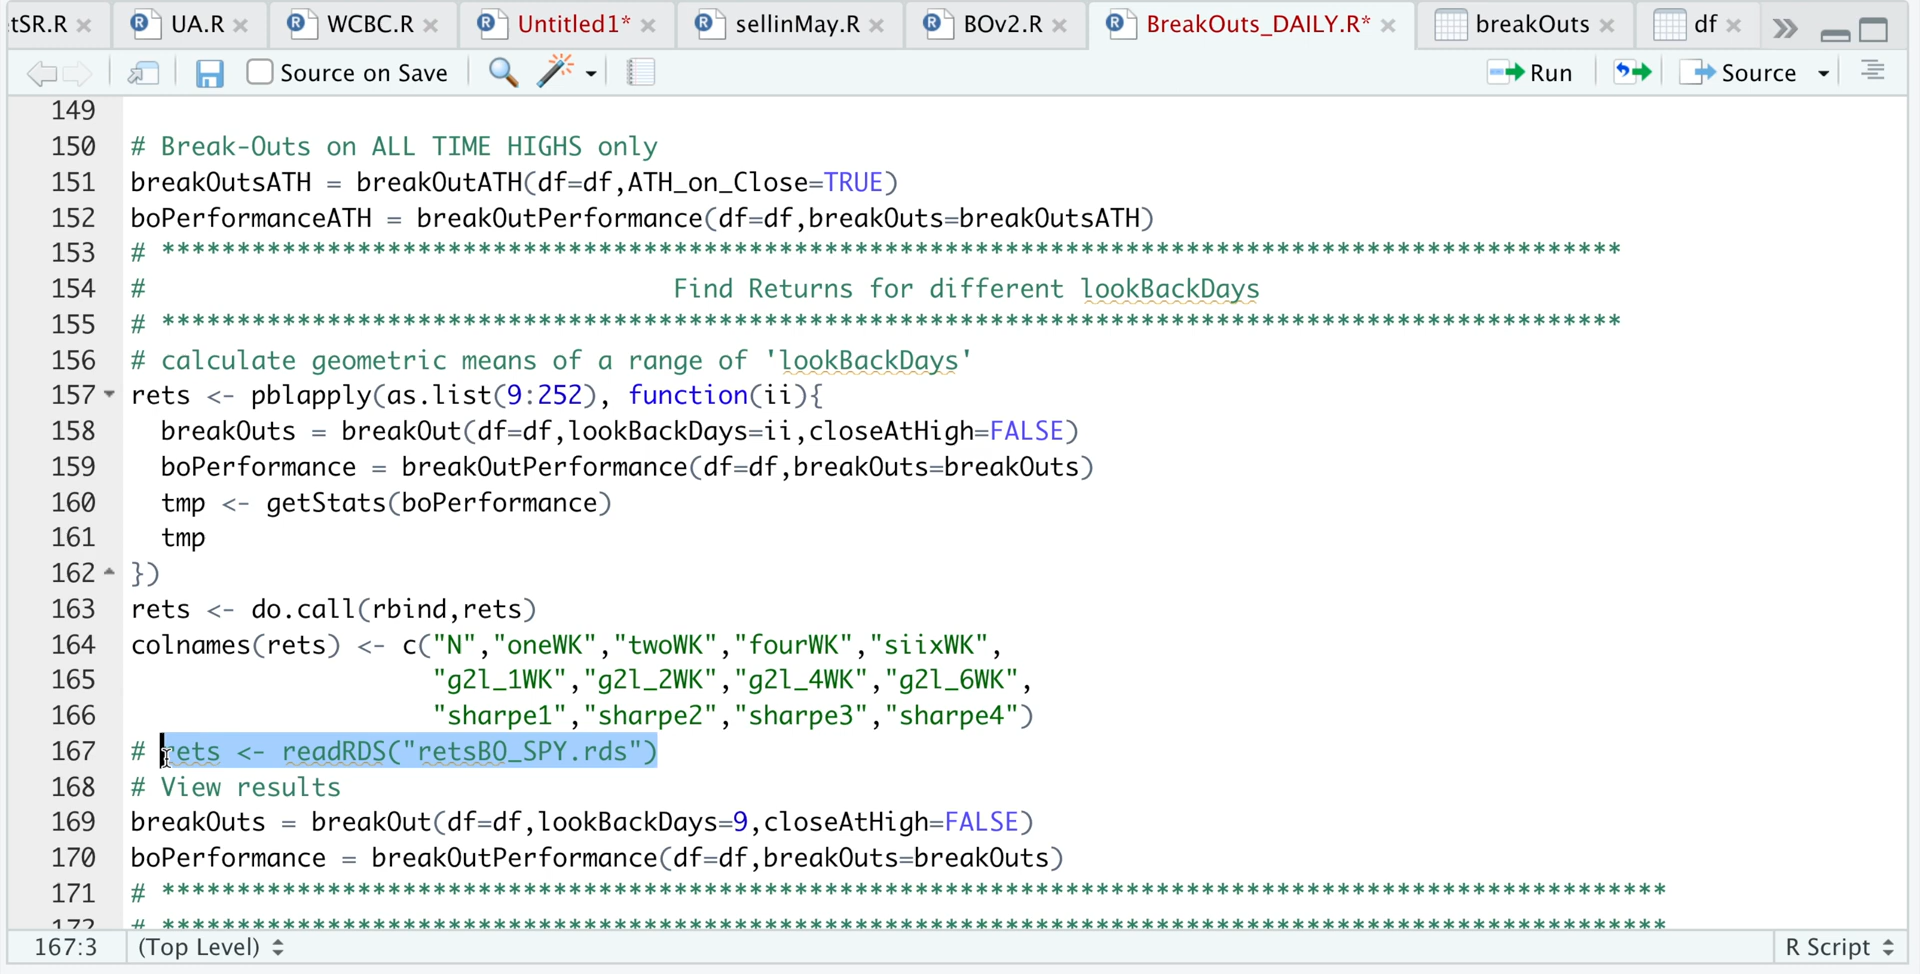 tSR.R UA.R WCBC.R Untitled1* sellinMay.R BOv2.R BreakOuts_DAILY.R* breakOuts df
Source on Save Run Source
149
150 # Break-Outs on ALL TIME HIGHS only
151 breakOutsATH = breakOutATH(df=df,ATH_on_Close=TRUE)
152 boPerformanceATH = breakOutPerformance(df=df,breakOuts=breakOutsATH)
153 # *************************************************************************************************
154 # Find Returns for different lookBackDays
155 # *************************************************************************************************
156 # calculate geometric means of a range of 'lookBackDays'
157 rets <- pblapply(as.list(9:252), function(ii){
158 breakOuts = breakOut(df=df,lookBackDays=ii,closeAtHigh=FALSE)
159 boPerformance = breakOutPerformance(df=df,breakOuts=breakOuts)
160 tmp <- getStats(boPerformance)
161 tmp
162 })
163 rets <- do.call(rbind,rets)
164 colnames(rets) <- c("N","oneWK","twoWK","fourWK","siixWK",
165 "g2l_1WK","g2l_2WK","g2l_4WK","g2l_6WK",
166 "sharpe1","sharpe2","sharpe3","sharpe4")
167 # rets <- readRDS("retsBO_SPY.rds")
168 # View results
169 breakOuts = breakOut(df=df,lookBackDays=9,closeAtHigh=FALSE)
170 boPerformance = breakOutPerformance(df=df,breakOuts=breakOuts)
171 # ****************************************************************************************************
172 # ****************************************************************************************************
167:3 (Top Level) R Script